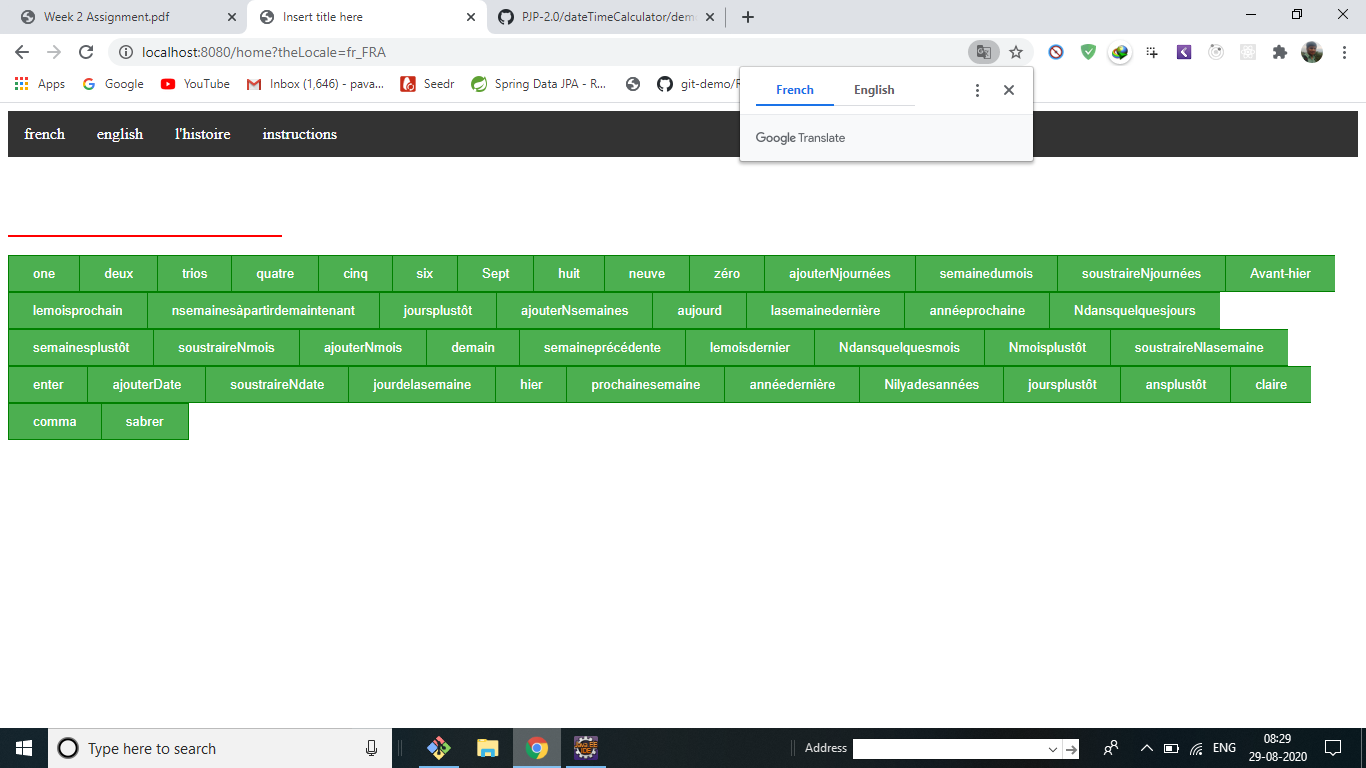 Week 2 Assignment.pdf Insert title here PJP-2.0/dateTimeCalculator/dem
localhost:8080/home?theLocale=fr_FRA
Apps Google YouTube Inbox (1,646) - pava... Seedr Spring Data JPA - R... git-demo/
French English
Google Translate
french english l'histoire instructions
one deux trios quatre cinq six Sept huit neuve zéro ajouterNjournées semainedumois soustraireNjournées Avant-hier
lemoisprochain nsemainesàpartirdemaintenant joursplustôt ajouterNsemaines aujourd lasemainedernière annéeprochaine Ndansquelquesjours
semainesplustôt soustraireNmois ajouterNmois demain semaineprécédente lemoisdernier Ndansquelquesmois Nmoisplustôt soustraireNlasemaine
enter ajouterDate soustraireNdate jourdelasemaine hier prochainesemaine annéedernière Nilyadesannées joursplustôt ansplustôt claire
comma sabrer
Type here to search Address ENG 08:29
29-08-2020